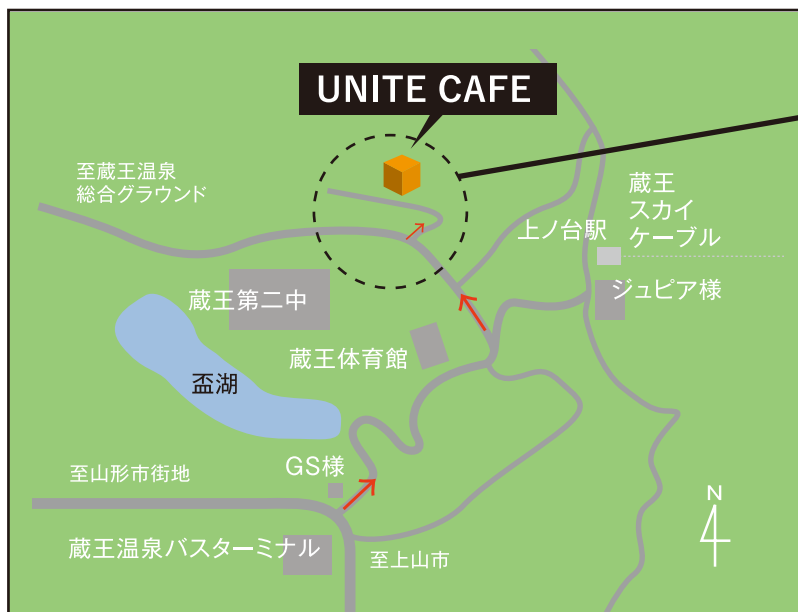 UNITE CAFE
至蔵王温泉
総合グラウンド
蔵王
スカイ
ケーブル
上ノ台駅
ジュピア様
蔵王第二中
蔵王体育館
盃湖
GS様
至山形市街地
N
蔵王温泉バスターミナル
至上山市